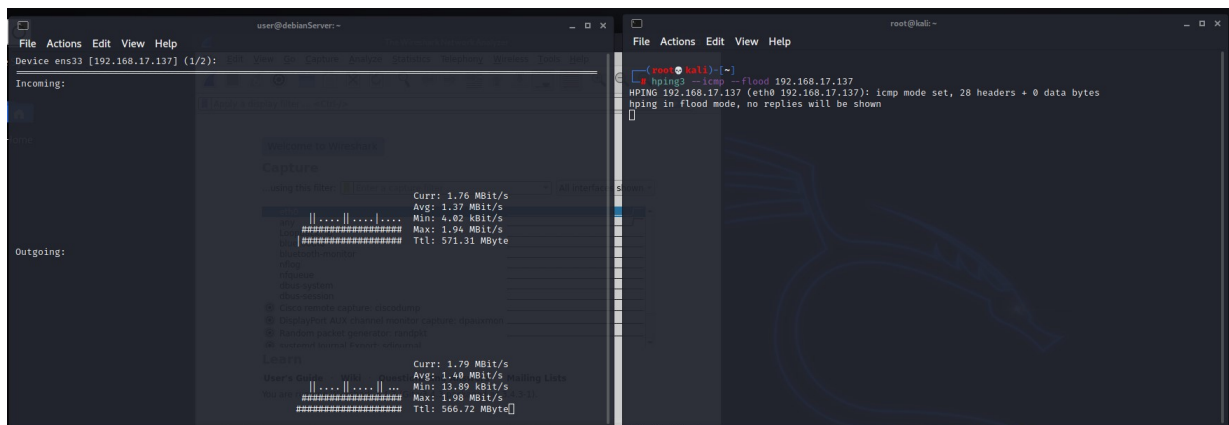 user@debianServer: ~
File Actions Edit View Help
Device ens33 [192.168.17.137] (1/2):
Incoming:
Capture
Curr: 1.76 MBit/s
Avg: 1.37 MBit/s
||....||....|.... Min: 4.02 kBit/s
################## Max: 1.94 MBit/s
|################## Ttl: 571.31 MByte
Outgoing:
Learn
Curr: 1.79 MBit/s
Avg: 1.40 MBit/s
||....||....|| ... Min: 13.89 kBit/s
################## Max: 1.98 MBit/s
################### Ttl: 566.72 MByte
root@kali: ~
File Actions Edit View Help
┌──(root💀kali)-[~]
└─# hping3 --icmp --flood 192.168.17.137
HPING 192.168.17.137 (eth0 192.168.17.137): icmp mode set, 28 headers + 0 data bytes
hping in flood mode, no replies will be shown